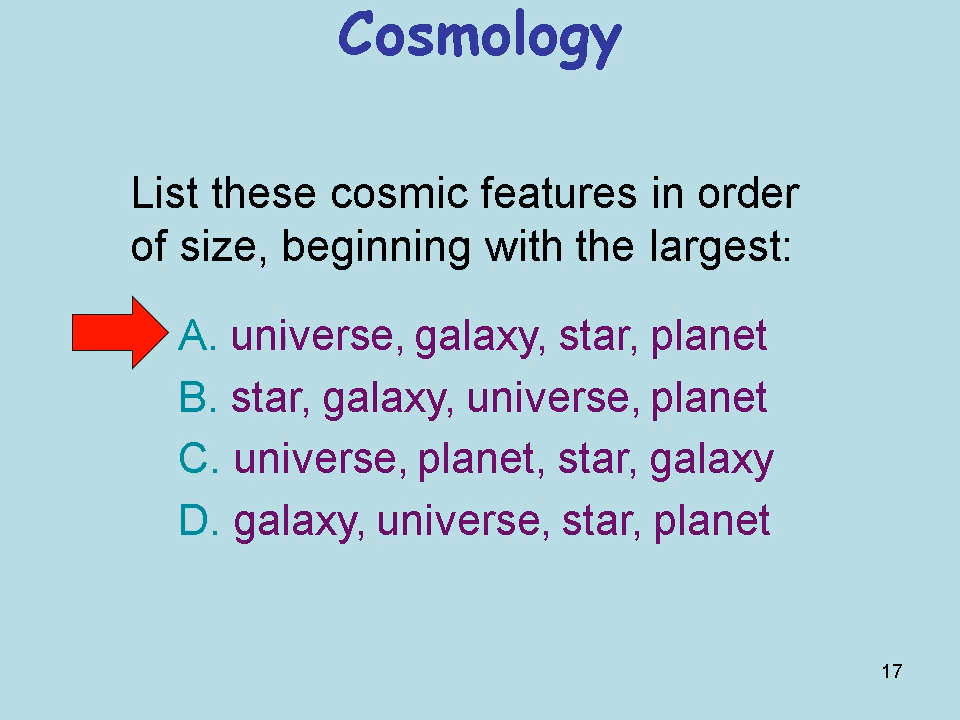 Cosmology
List these cosmic features in order
of size, beginning with the largest:
A. universe, galaxy, star, planet
B. star, galaxy, universe, planet
C. universe, planet, star, galaxy
D. galaxy, universe, star, planet
17